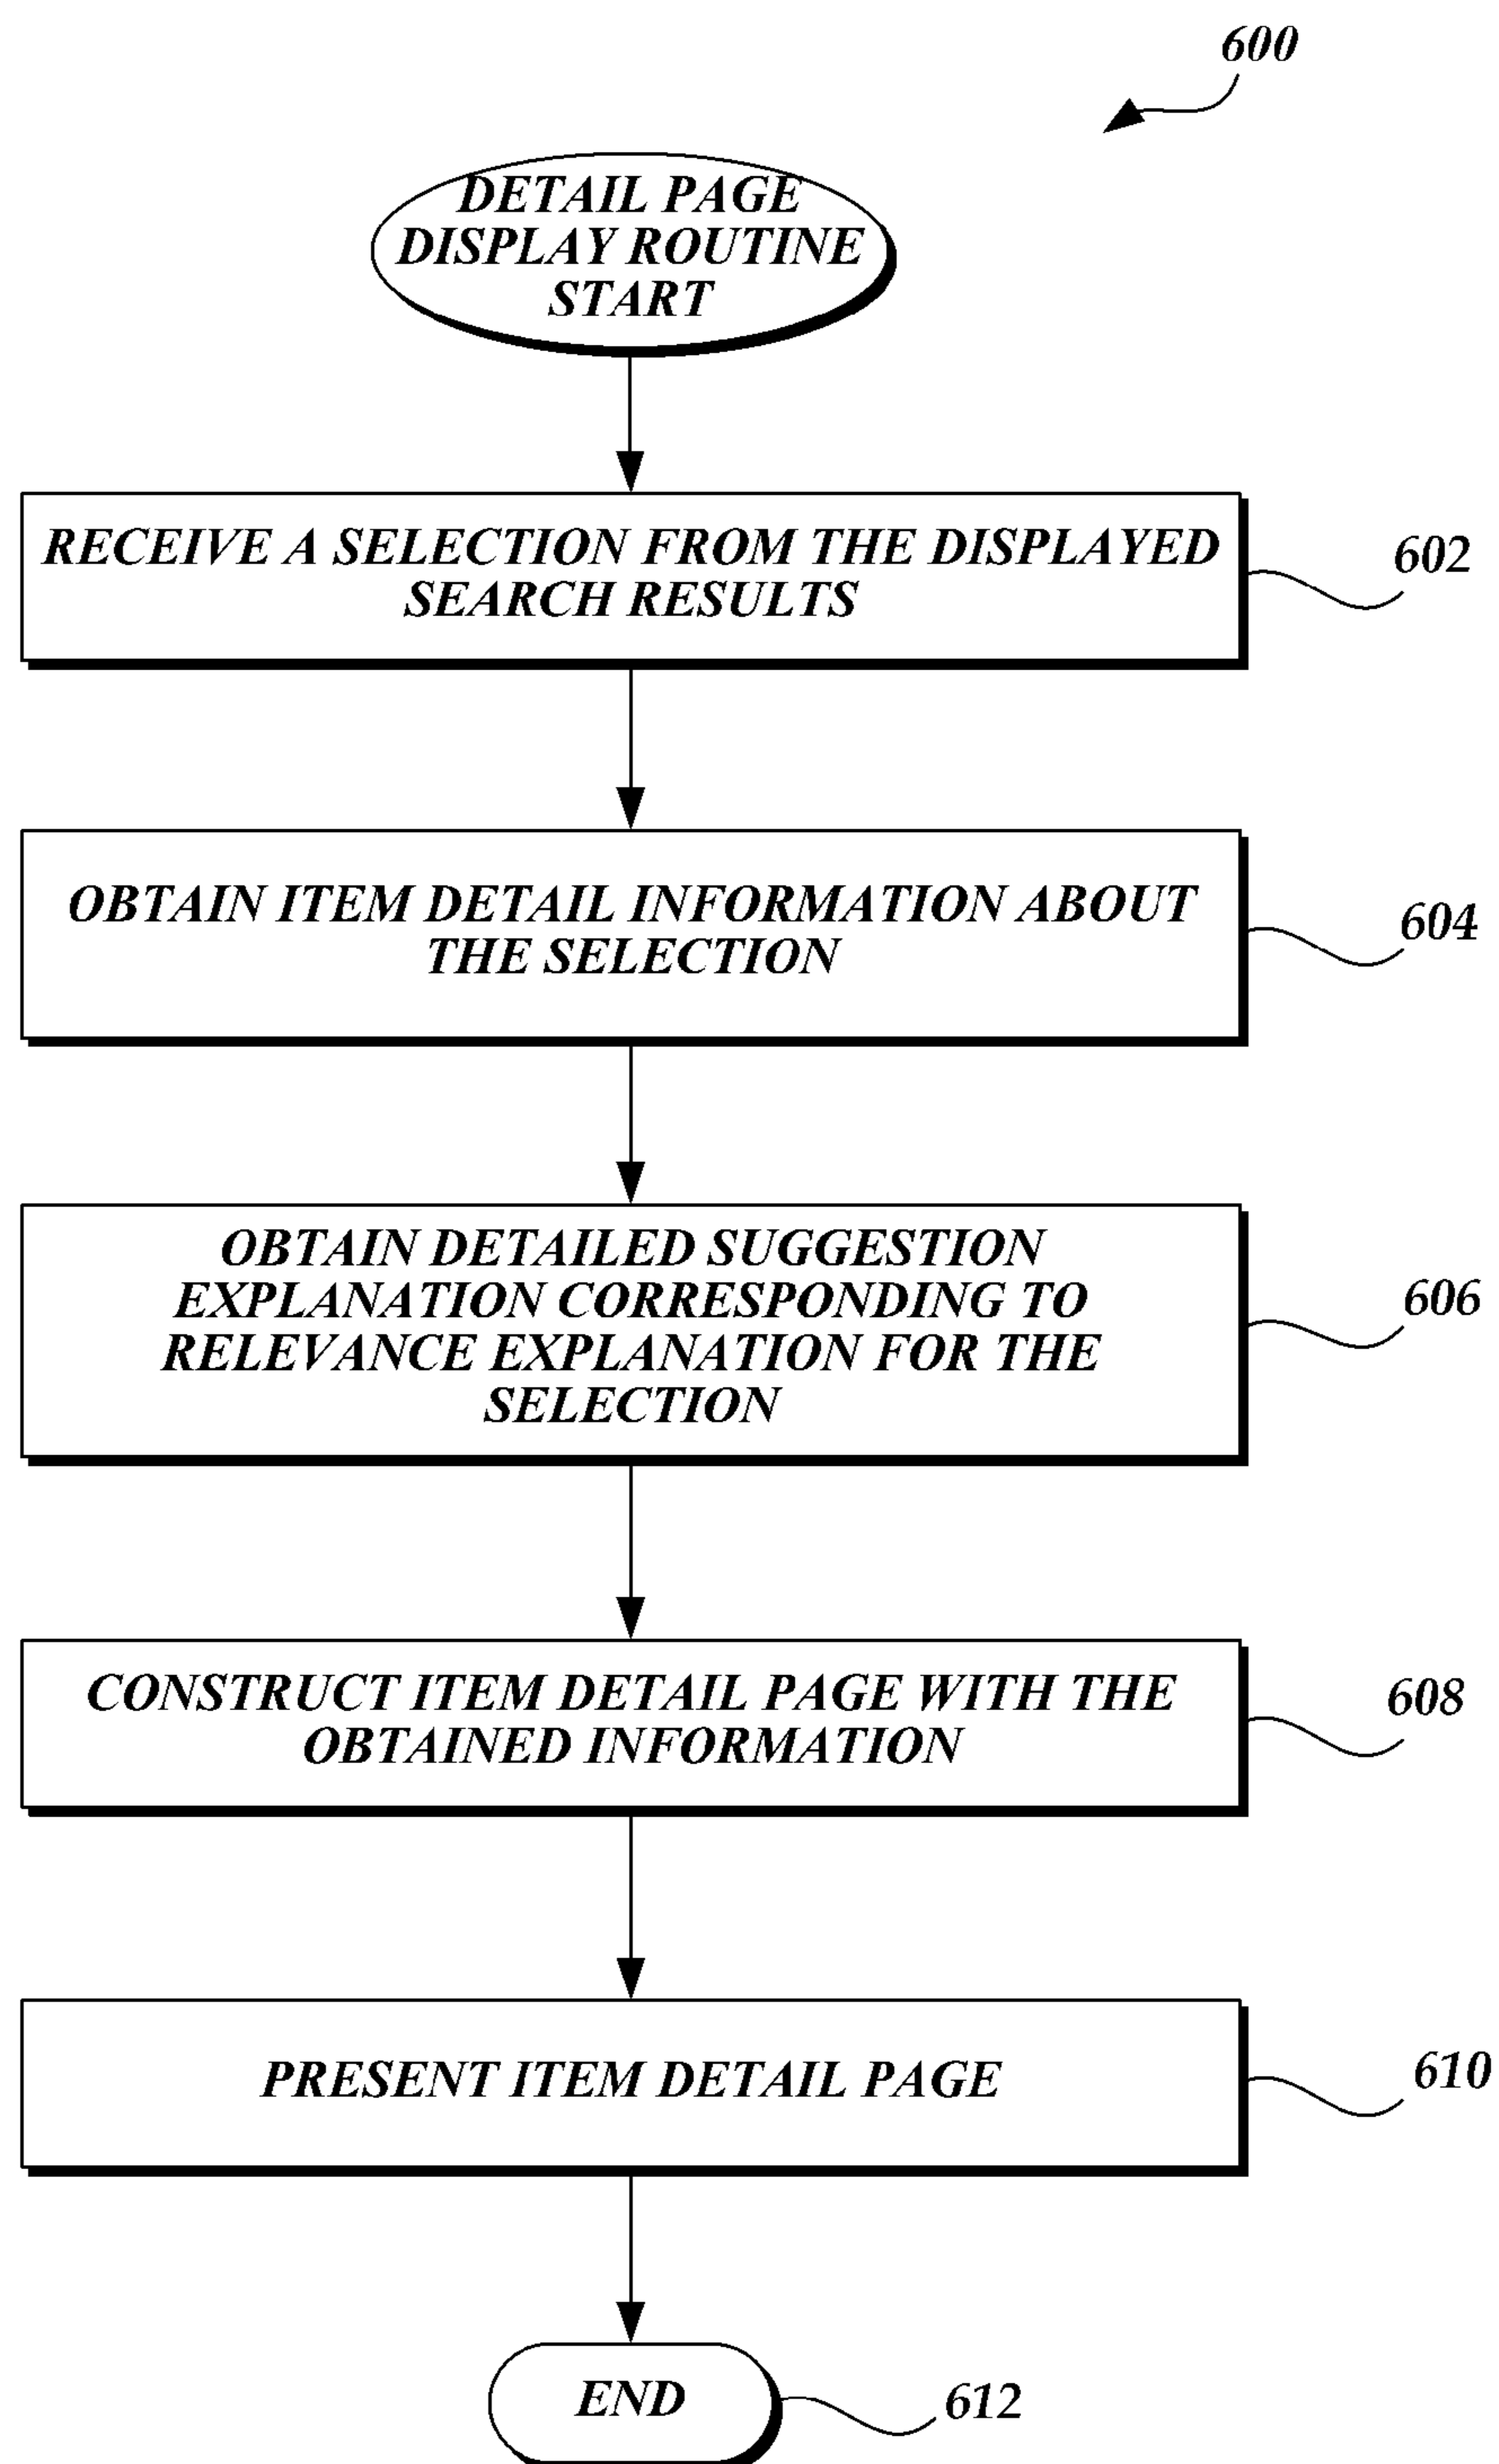 600
DETAIL PAGE
DISPLAY ROUTINE
START
RECEIVE A SELECTION FROM THE DISPLAYED
SEARCH RESULTS
602
OBTAIN ITEM DETAIL INFORMATION ABOUT
THE SELECTION
604
OBTAIN DETAILED SUGGESTION
EXPLANATION CORRESPONDING TO
RELEVANCE EXPLANATION FOR THE
SELECTION
606
CONSTRUCT ITEM DETAIL PAGE WITH THE
OBTAINED INFORMATION
608
PRESENT ITEM DETAIL PAGE
610
END
612